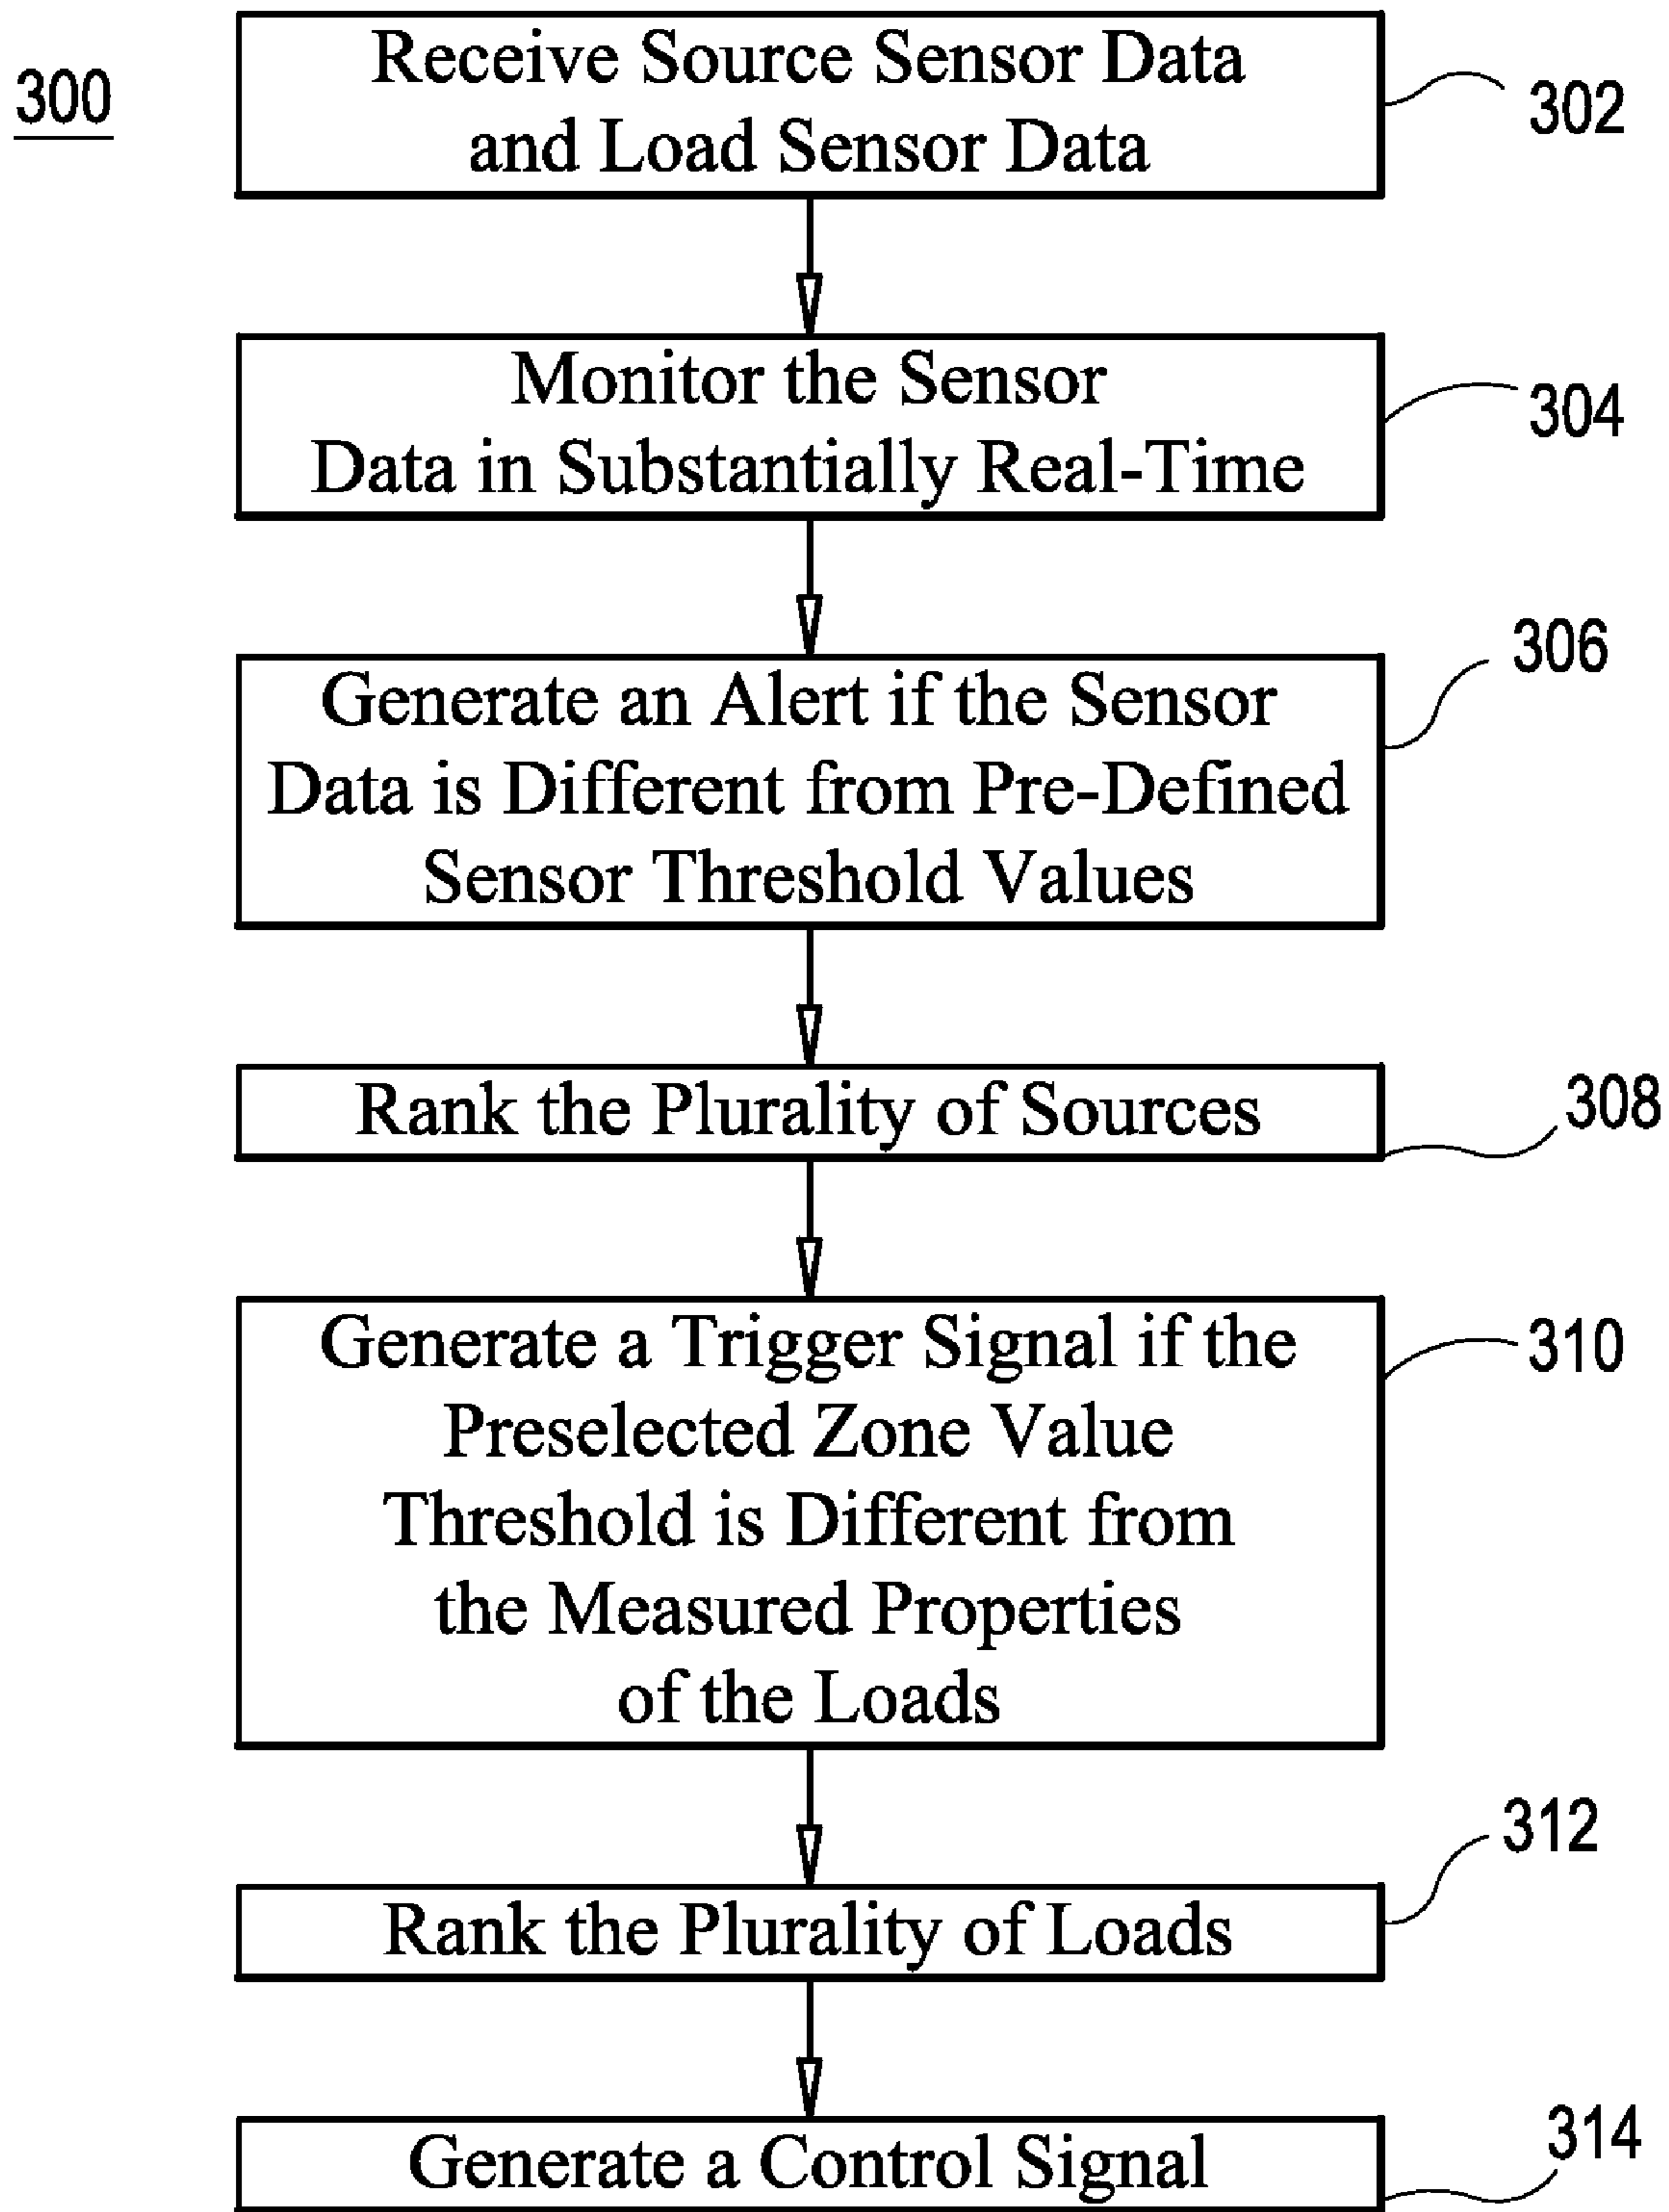 300
Receive Source Sensor Data
and Load Sensor Data
302
Monitor the Sensor
Data in Substantially Real-Time
304
Generate an Alert if the Sensor
Data is Different from Pre-Defined
Sensor Threshold Values
306
Rank the Plurality of Sources
308
Generate a Trigger Signal if the
Preselected Zone Value
Threshold is Different from
the Measured Properties
of the Loads
310
Rank the Plurality of Loads
312
Generate a Control Signal
314